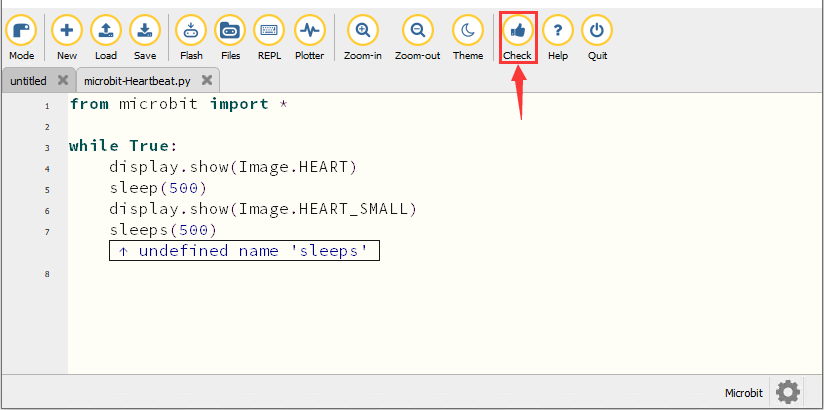 Mode New Load Save Flash Files REPL Plotter Zoom-in Zoom-out Theme Check Help Quit
untitled microbit-Heartbeat.py
1 from microbit import *
2
3 while True:
4     display.show(Image.HEART)
5     sleep(500)
6     display.show(Image.HEART_SMALL)
7     sleeps(500)
↑ undefined name 'sleeps'
8
Microbit